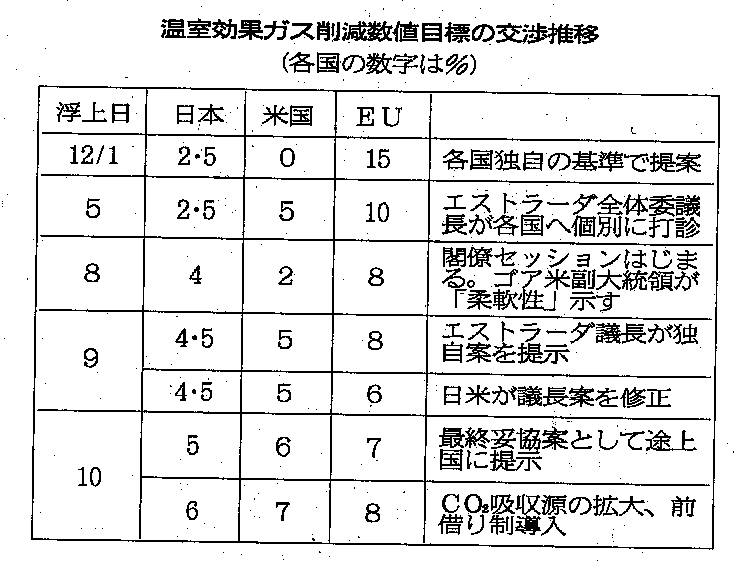 温室効果ガス削減数値目標の交渉推移
(各国の数字は%)
浮上日 日本 米国 EU
12/1 2・5 0 15 各国独自の基準で提案
5 2・5 5 10 エストラーダ全体委議
長が各国へ個別に打診
8 4 2 8 閣僚セッションはじま
る。ゴア米副大統領が
「柔軟性」示す
9 4・5 5 8 エストラーダ議長が独
自案を提示
4・5 5 6 日米が議長案を修正
10 5 6 7 最終妥協案として途上
国に提示
6 7 8 CO₂吸収源の拡大、前
借り制導入